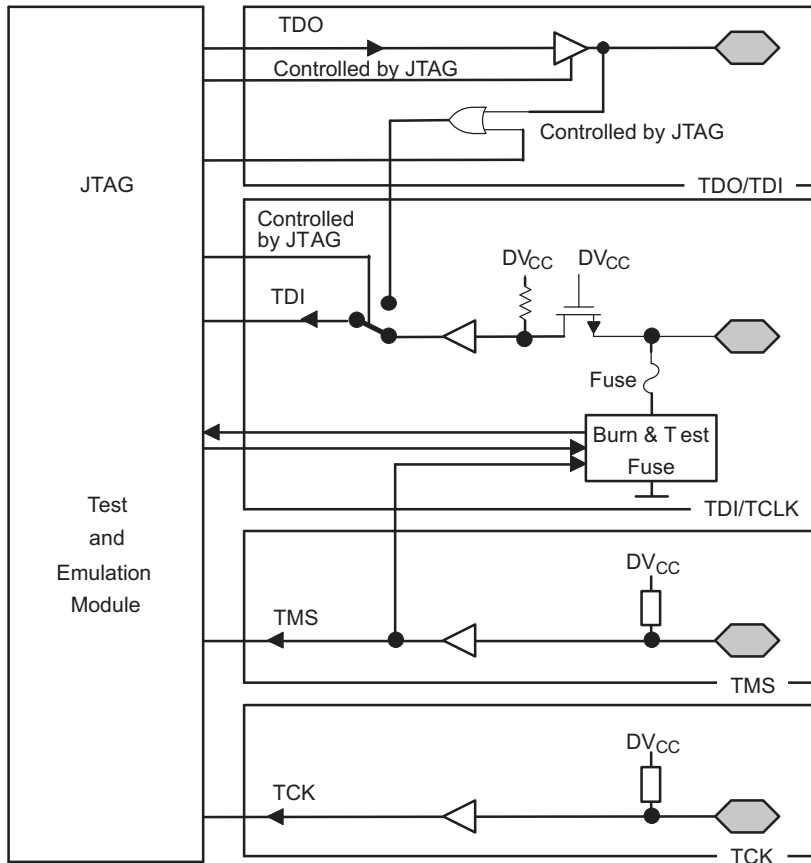 TDO
Controlled by JTAG
Controlled by JTAG
JTAG
TDO/TDI
Controlled
by JTAG
DVCC
DVCC
TDI
Fuse
Burn & T est
Fuse
TDI/TCLK
Test
and
Emulation
Module
DVCC
TMS
TMS
DVCC
TCK
TCK